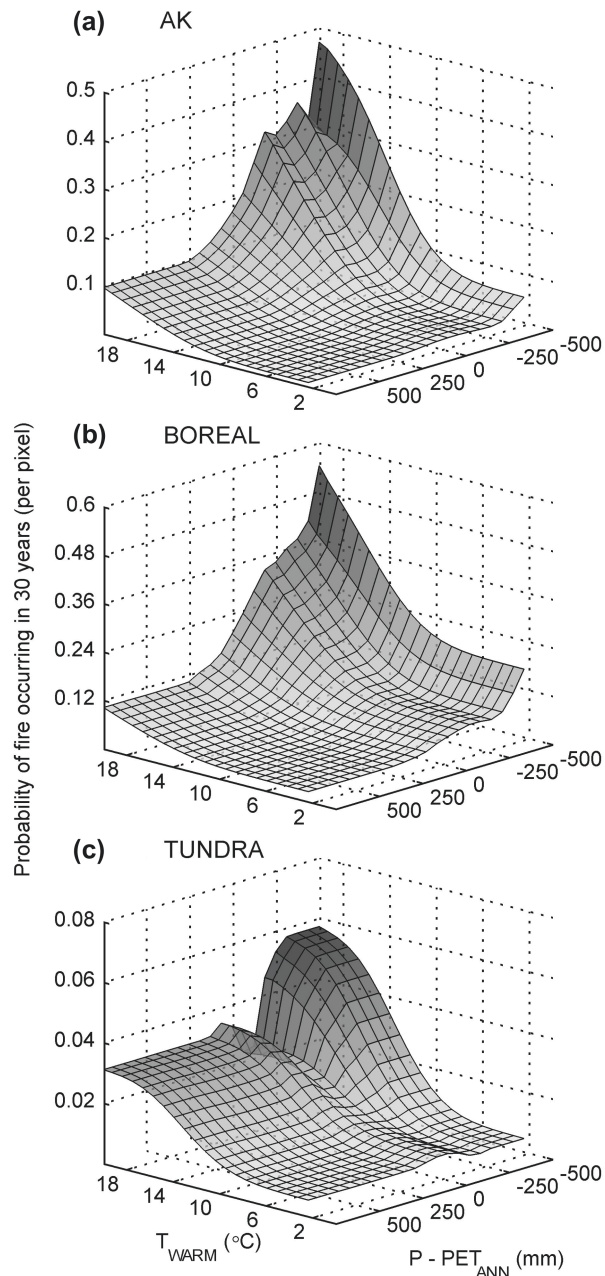 (a) AK
0.5
0.4
0.3
0.2
0.1
18 14 10 6 2
500 250 0 -250 -500
(b) BOREAL
0.6
0.48
0.36
0.24
0.12
18 14 10 6 2
500 250 0 -250 -500
(c) TUNDRA
0.08
0.06
0.04
0.02
18 14 10 6 2
500 250 0 -250 -500
T WARM (°C)
P - PET ANN (mm)
Probability of fire occurring in 30 years (per pixel)